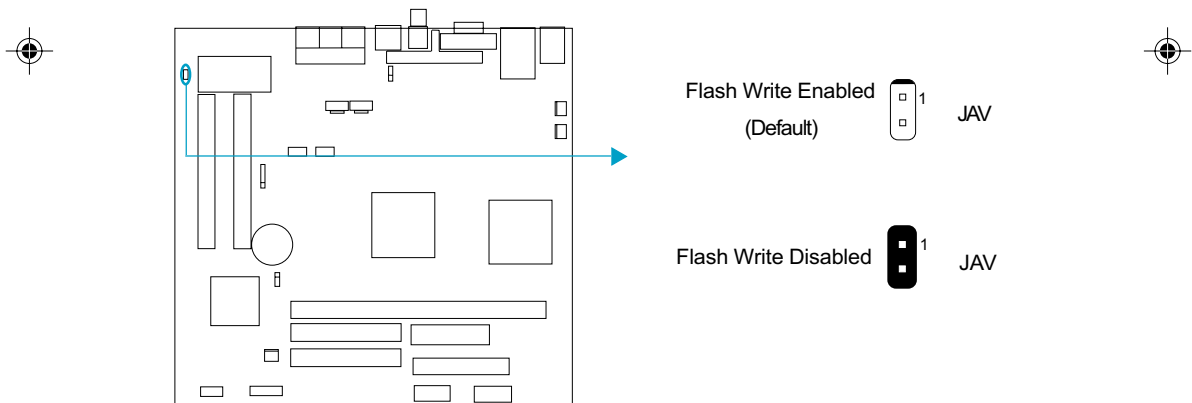 Flash Write Enabled
(Default)
1
JAV
Flash Write Disabled
1
JAV